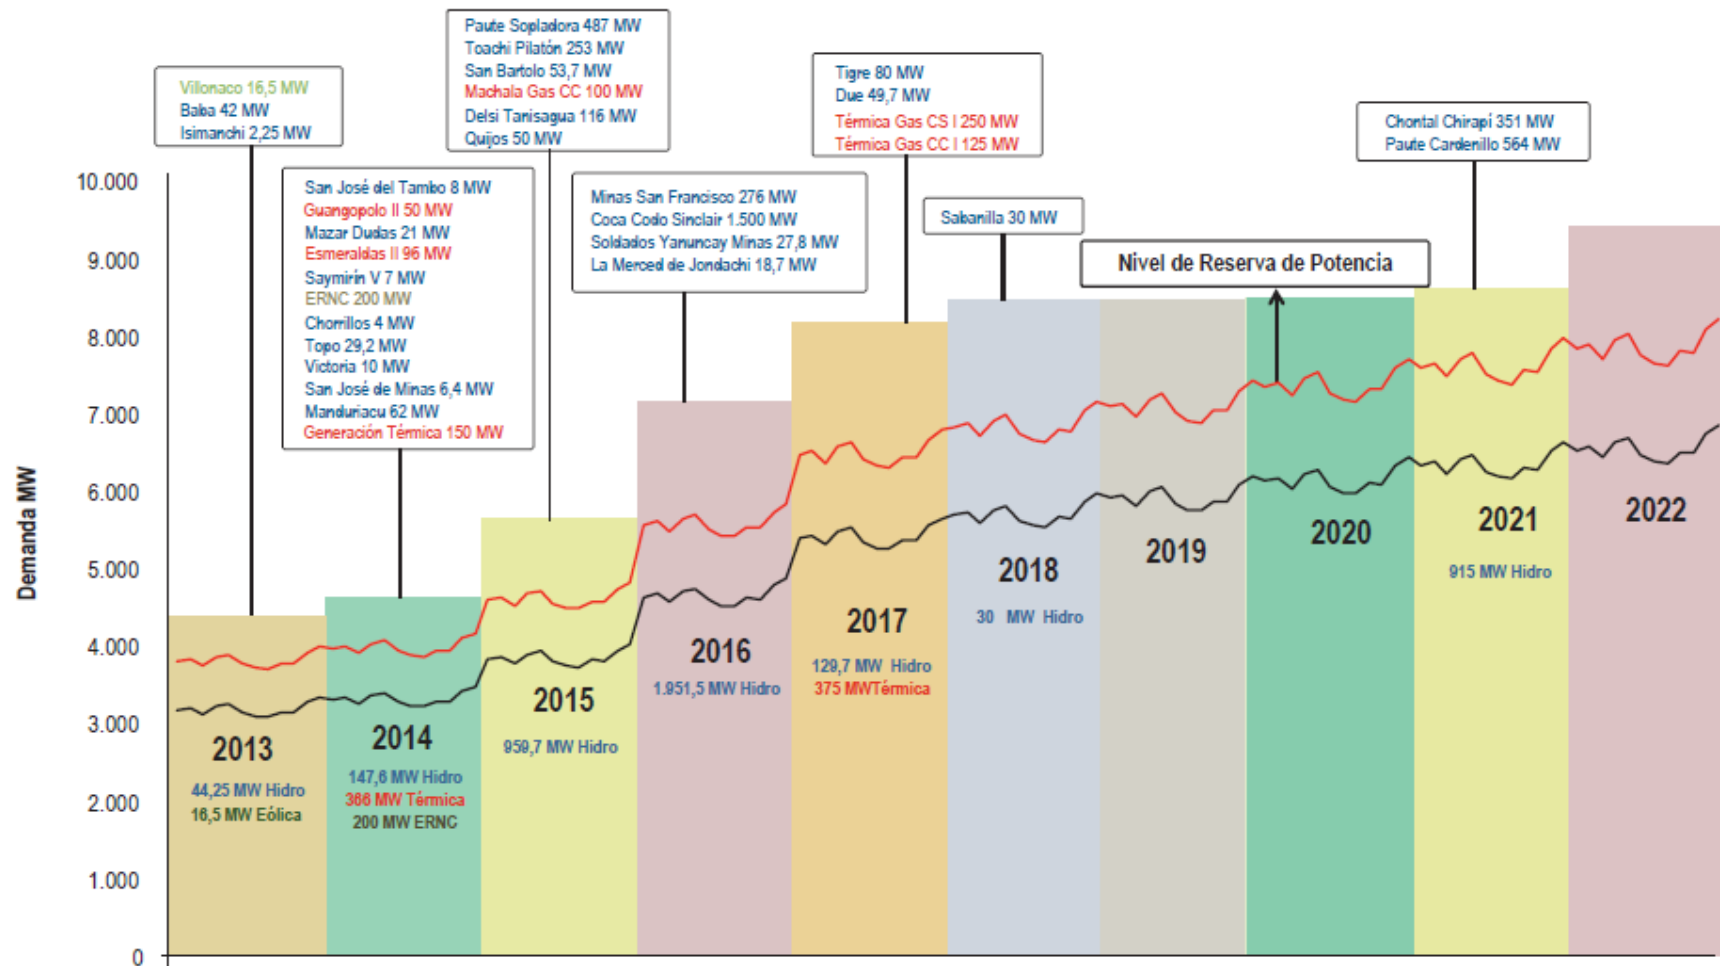 Villonaco 16,5 MW
Baba 42 MW
Isimanchi 2,25 MW
San José del Tambo 8 MW
Guangopolo II 50 MW
Mazar Dudas 21 MW
Esmeraldas II 96 MW
Saymirín V 7 MW
ERNC 200 MW
Chorrillos 4 MW
Topo 29,2 MW
Victoria 10 MW
San José de Minas 6,4 MW
Manduriacu 62 MW
Generación Térmica 150 MW
Paute Sopladora 487 MW
Toachi Pilatón 253 MW
San Bartolo 53,7 MW
Machala Gas CC 100 MW
Delsi Tanisagua 116 MW
Quijos 50 MW
Minas San Francisco 276 MW
Coca Codo Sinclair 1.500 MW
Soldados Yanuncay Minas 27,8 MW
La Merced de Jondachi 18,7 MW
Tigre 80 MW
Due 49,7 MW
Térmica Gas CS I 250 MW
Térmica Gas CC I 125 MW
Sabanilla 30 MW
Nivel de Reserva de Potencia
Chontal Chirapí 351 MW
Paute Cardenillo 564 MW
Demanda MW
10.000
9.000
8.000
7.000
6.000
5.000
4.000
3.000
2.000
1.000
0
2013
44,25 MW Hidro
16,5 MW Eólica
2014
147,6 MW Hidro
366 MW Térmica
200 MW ERNC
2015
959,7 MW Hidro
2016
1.951,5 MW Hidro
2017
129,7 MW Hidro
375 MWTérmica
2018
30 MW Hidro
2019
2020
2021
915 MW Hidro
2022